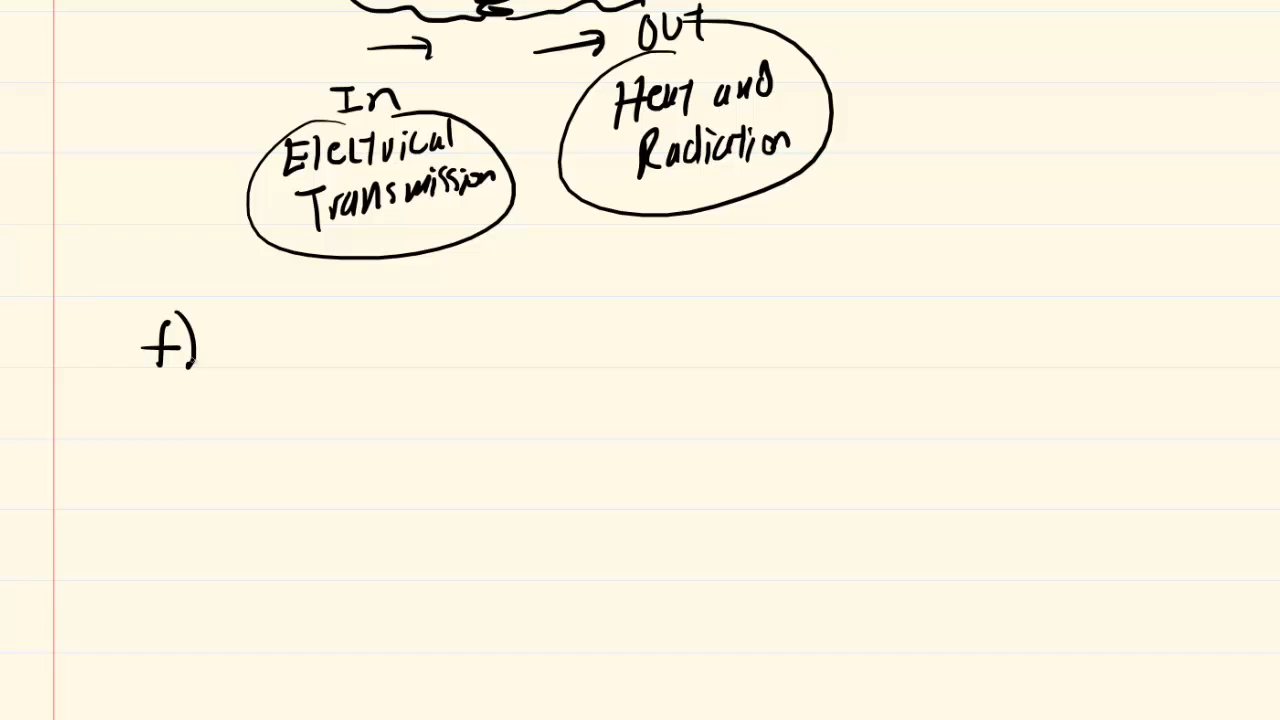 OUT
In
Heat and
Radiation
Electrical
Transmission
f)